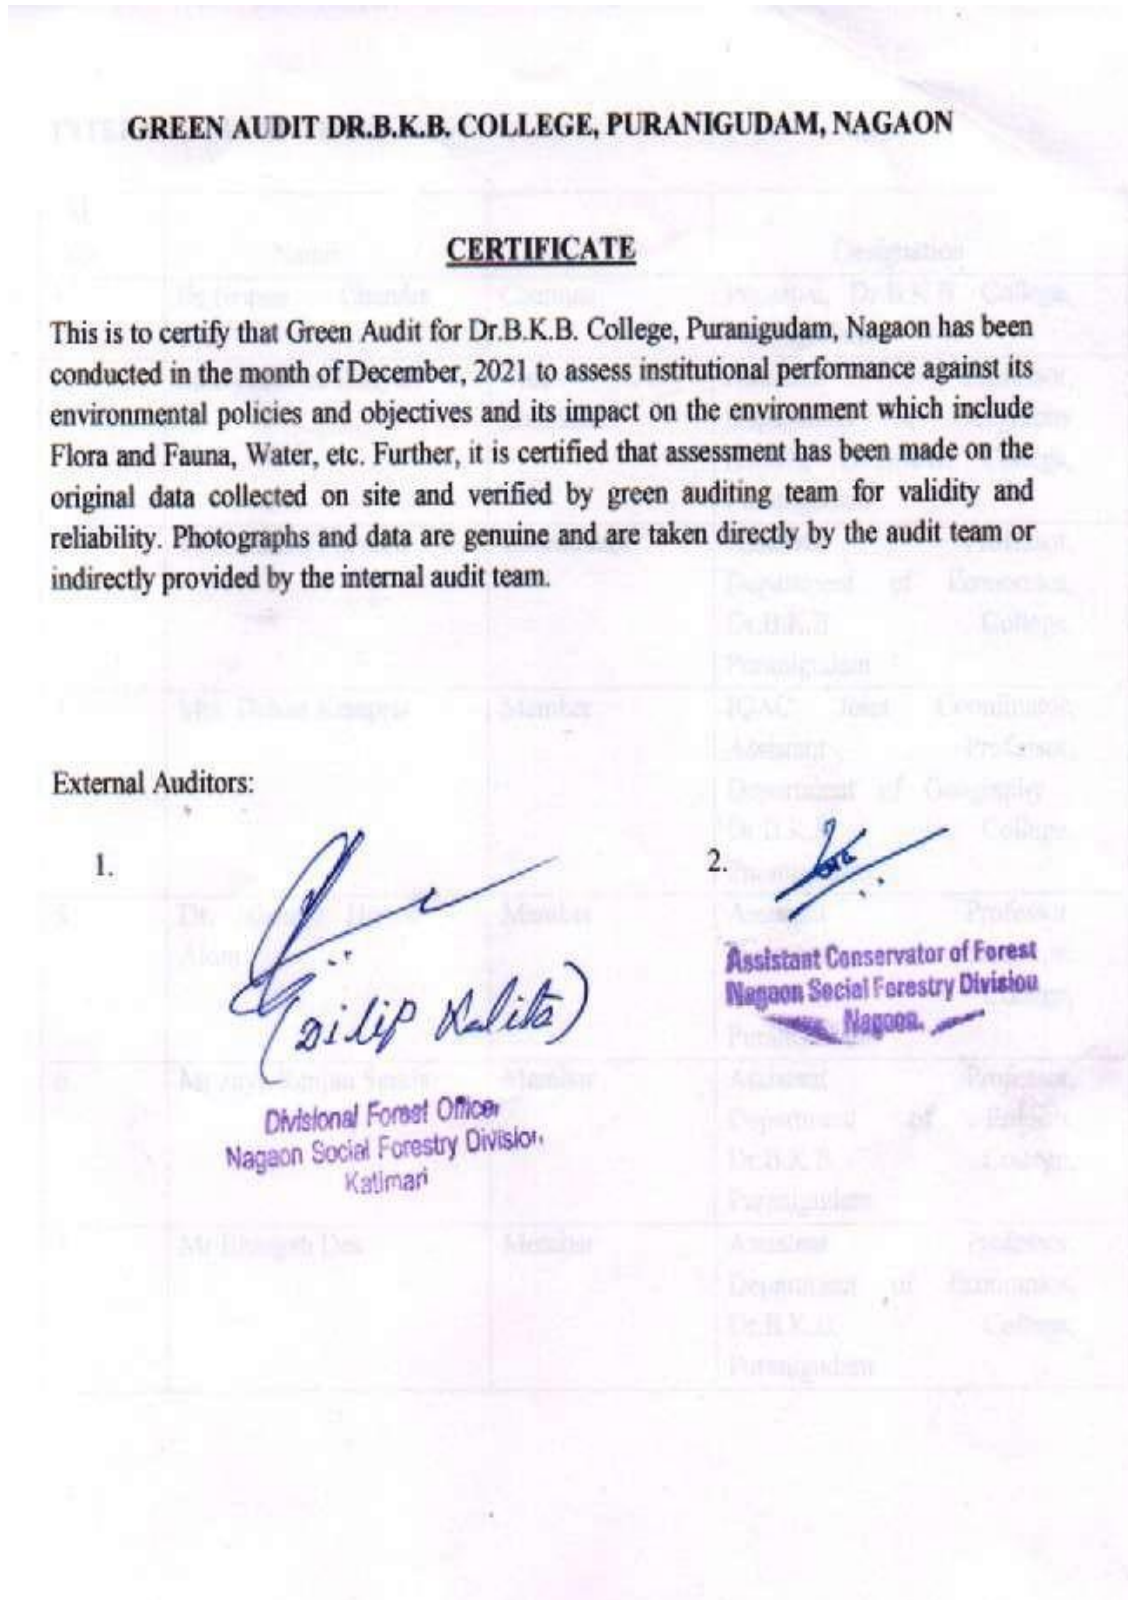 GREEN AUDIT DR.B.K.B. COLLEGE, PURANIGUDAM, NAGAON
CERTIFICATE
This is to certify that Green Audit for Dr.B.K.B. College, Puranigudam, Nagaon has been
conducted in the month of December, 2021 to assess institutional performance against its
environmental policies and objectives and its impact on the environment which include
Flora and Fauna, Water, etc. Further, it is certified that assessment has been made on the
original data collected on site and verified by green auditing team for validity and
reliability. Photographs and data are genuine and are taken directly by the audit team or
indirectly provided by the internal audit team.
External Auditors:
1.
(Dilip Kalita)
Divisional Forest Officer
Nagaon Social Forestry Division,
Katimari
2.
Assistant Conservator of Forest
Nagaon Social Forestry Division
Nagaon.